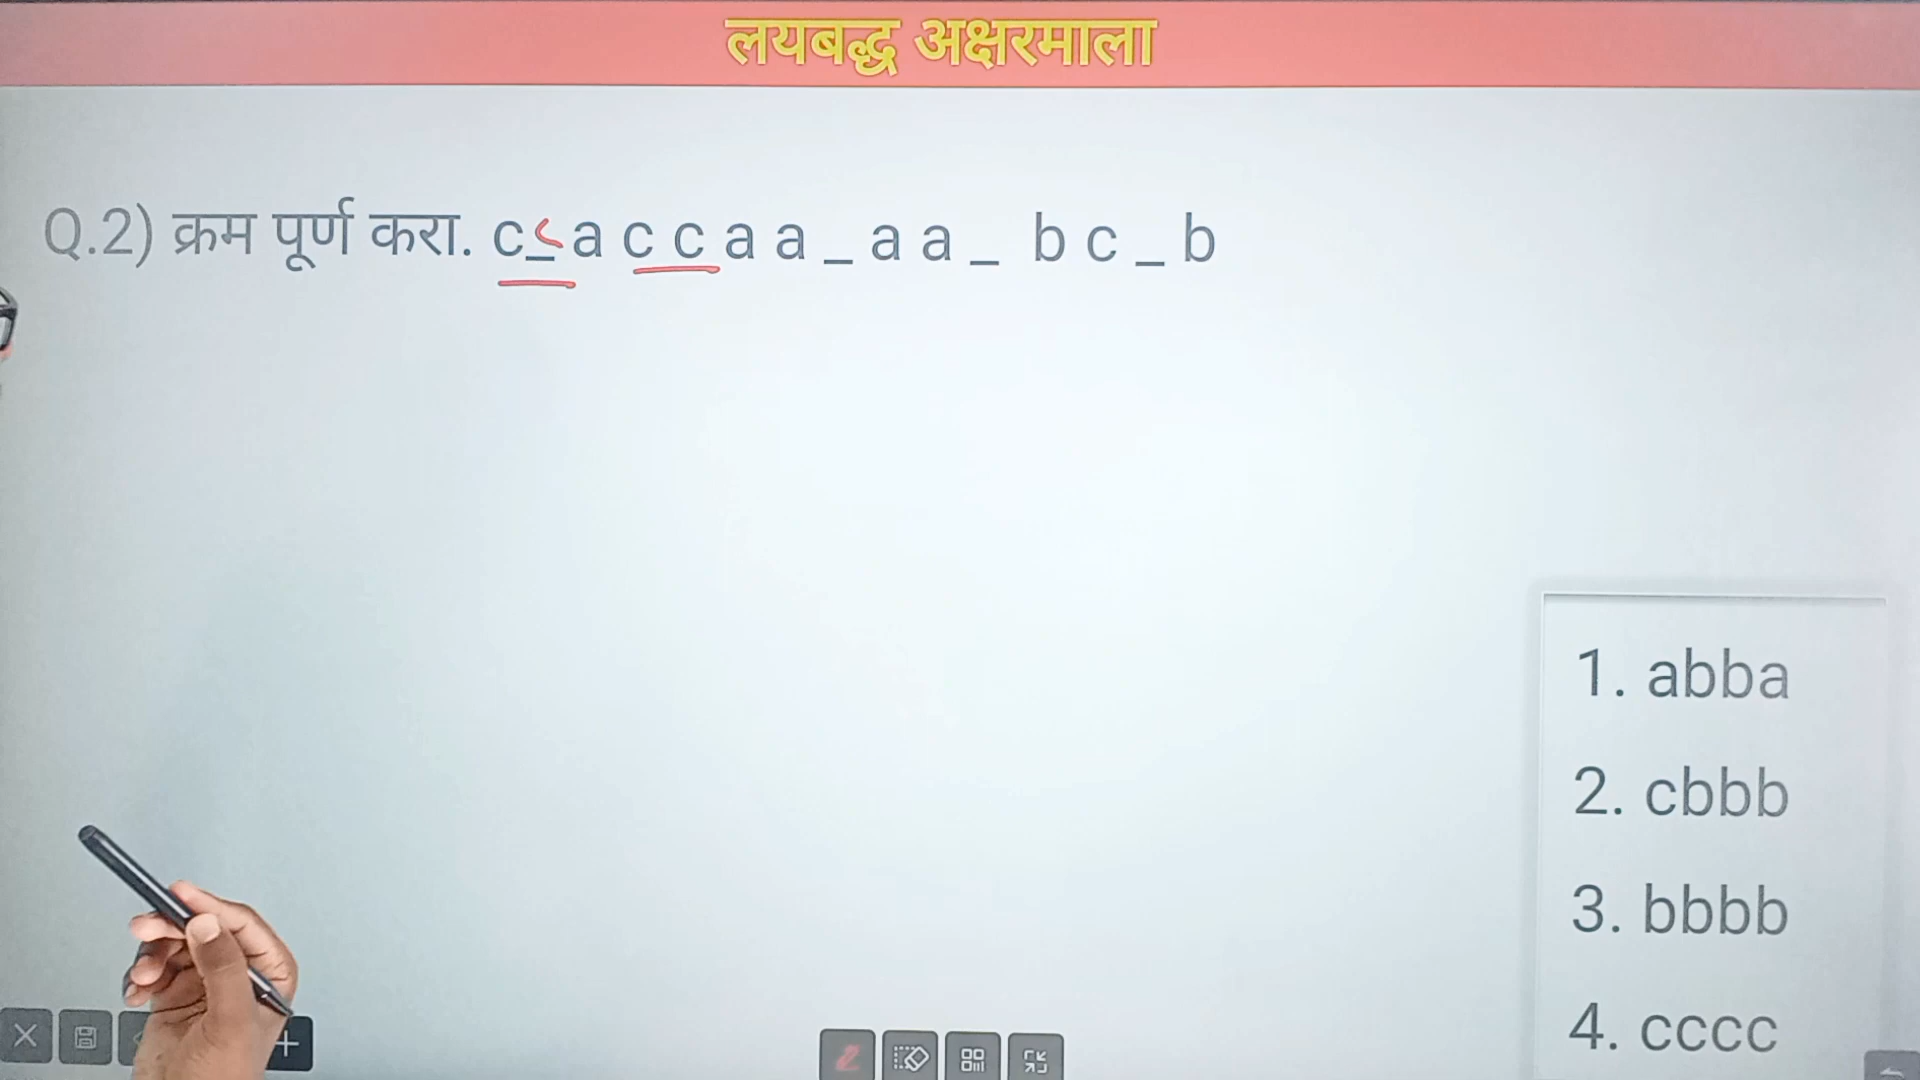 लयबद्ध अक्षरमाला
Q.2) क्रम पूर्ण करा. c _ a c c a a _ a a _ b c _ b
1. abba
2. cbbb
3. bbbb
4. cccc